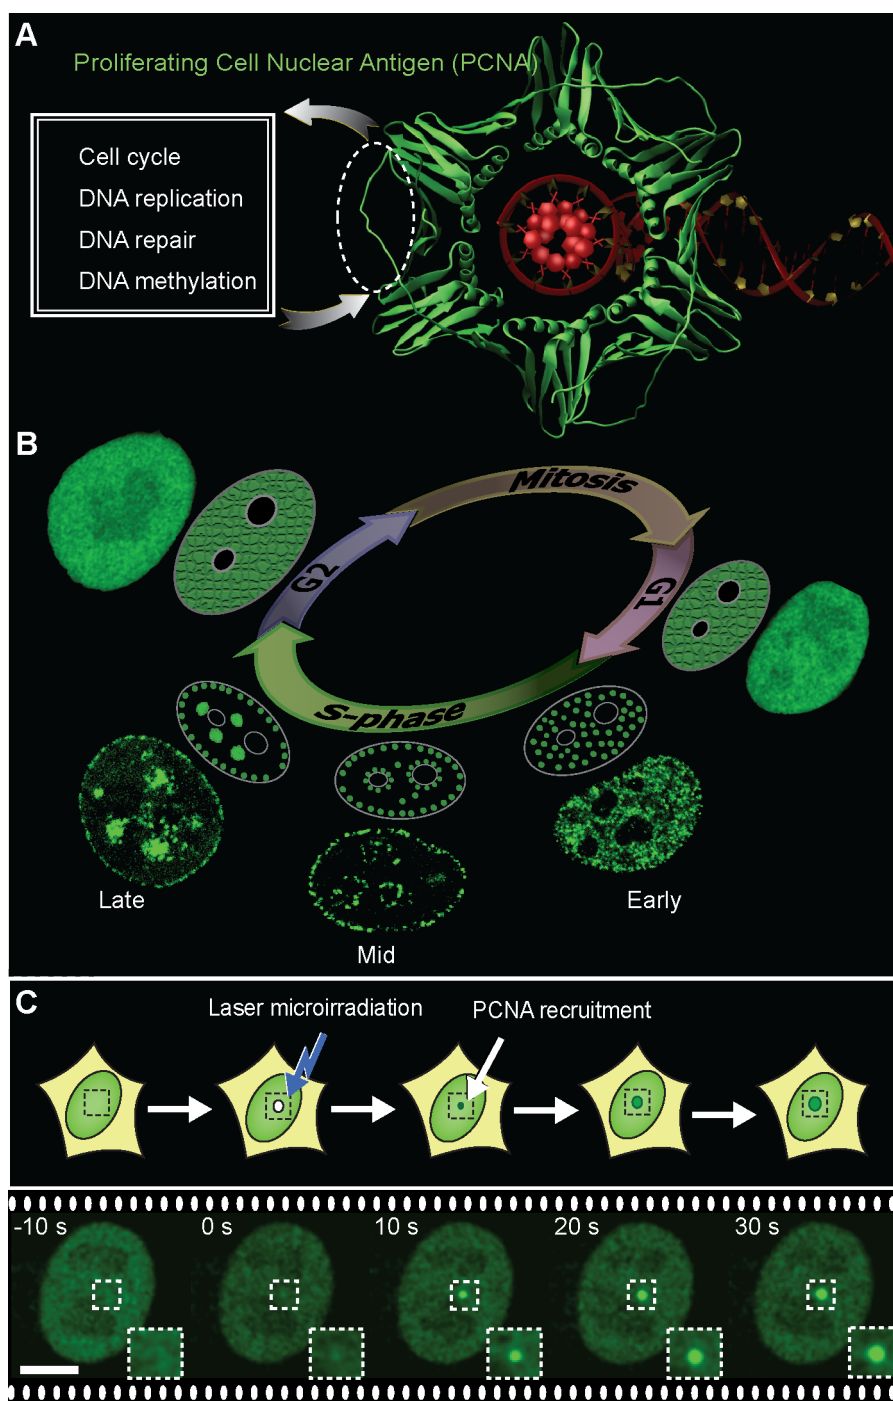 A
Proliferating Cell Nuclear Antigen (PCNA)
Cell cycle
DNA replication
DNA repair
DNA methylation
B
Mitosis
G2
G1
S-phase
Late
Mid
Early
C
Laser microirradiation
PCNA recruitment
-10 s
0 s
10 s
20 s
30 s